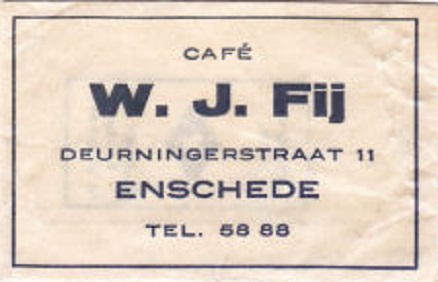 CAFÉ
W. J. Fij
DEURNINGERSTRAAT 11
ENSCHEDE
TEL. 58 88